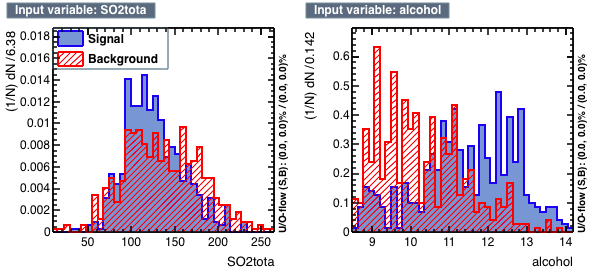 Input variable: SO2tota
(1/N) dN / 6.38
0.018
0.016
0.014
0.012
0.01
0.008
0.006
0.004
0.002
0
Signal
Background
50 100 150 200 250
SO2tota
U/O-flow (S,B): (0.0, 0.0)% / (0.0, 0.0)%
Input variable: alcohol
(1/N) dN / 0.142
0.6
0.5
0.4
0.3
0.2
0.1
0
9 10 11 12 13 14
alcohol
U/O-flow (S,B): (0.0, 0.0)% / (0.0, 0.0)%